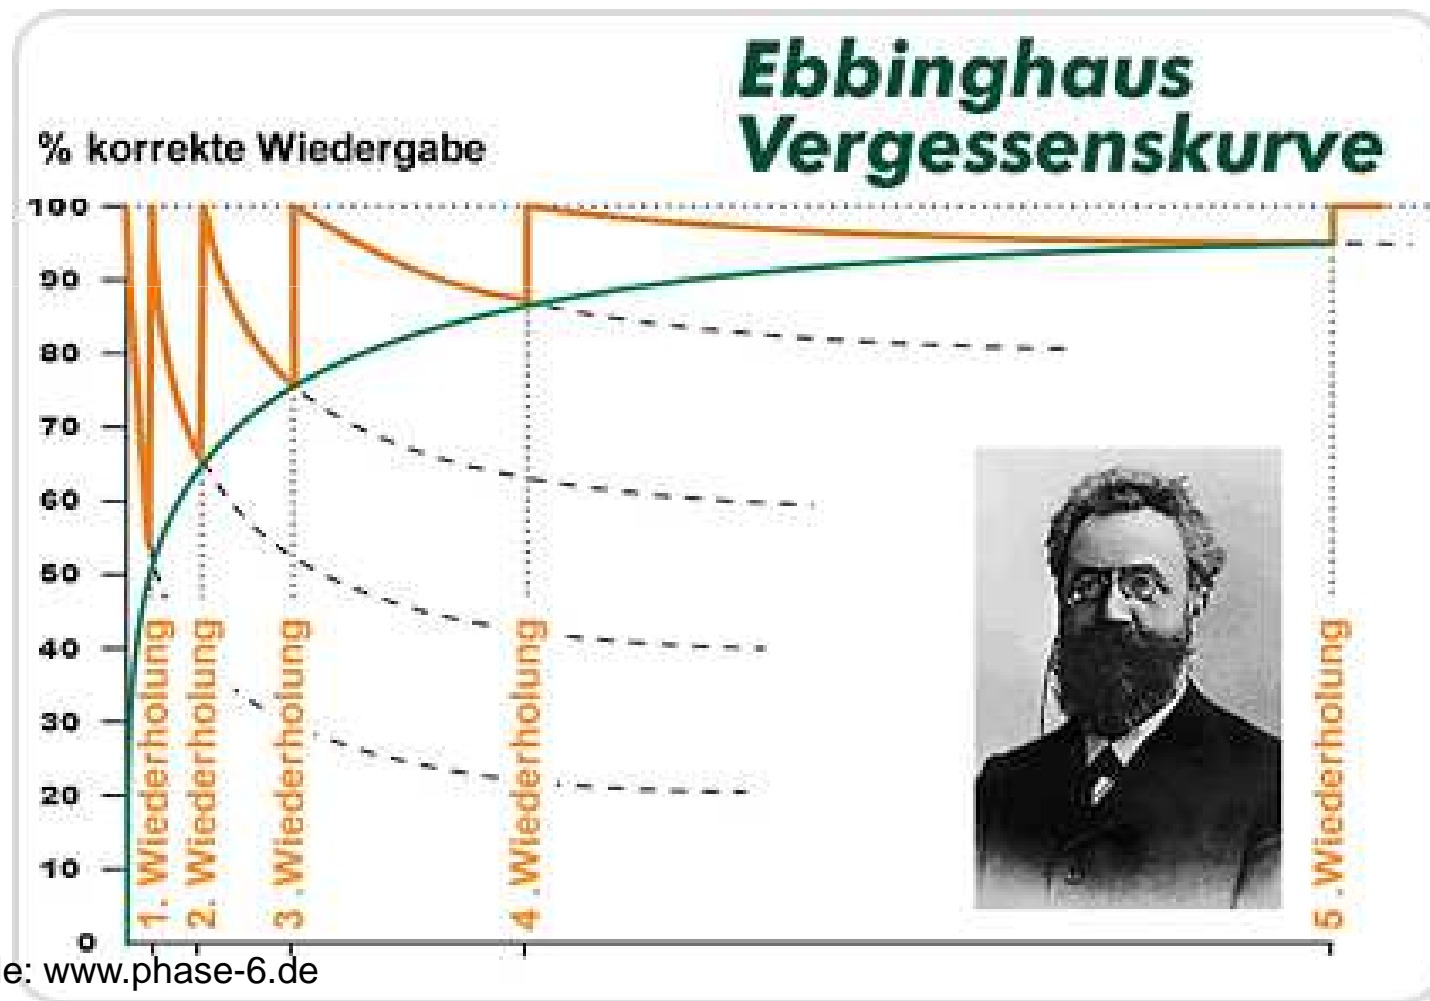 Ebbinghaus
Vergessenskurve
% korrekte Wiedergabe
100
90
80
70
60
50
40
30
20
10
0
1. Wiederholung
2. Wiederholung
3. Wiederholung
4. Wiederholung
5. Wiederholung
e: www.phase-6.de